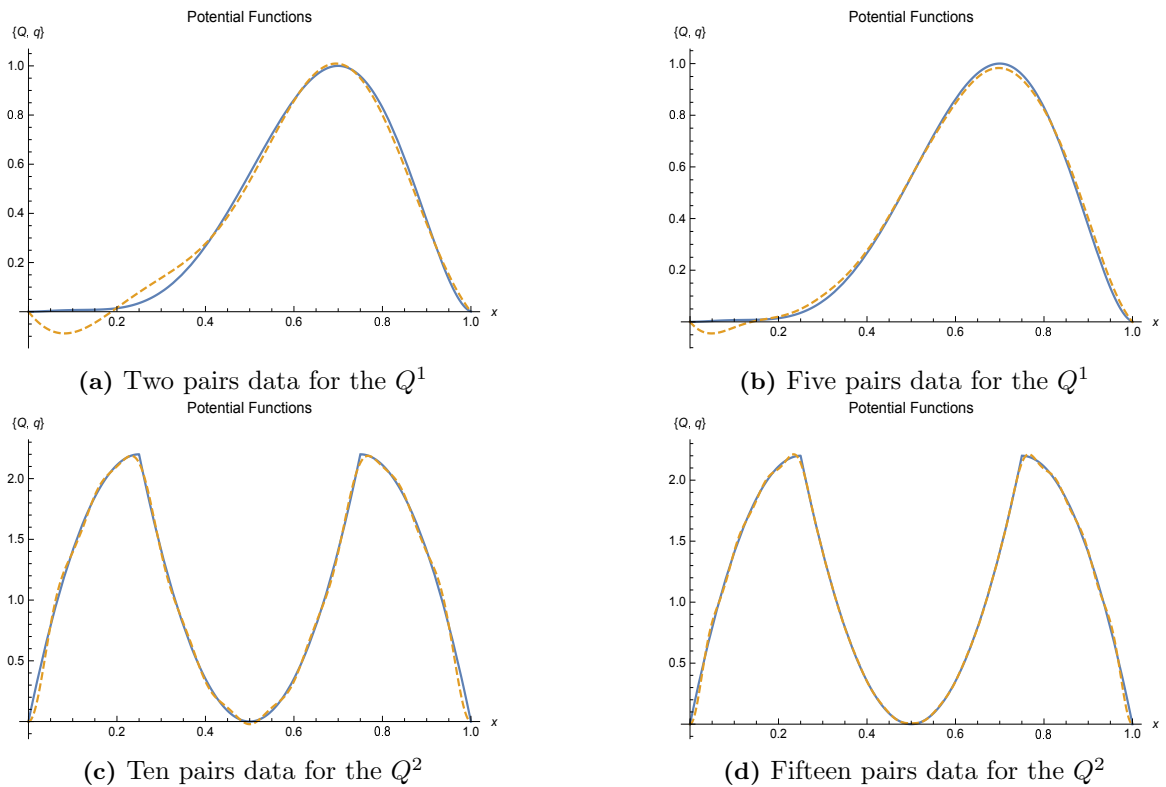 Potential Functions
{Q, q}
1.0
0.8
0.6
0.4
0.2
0.2 0.4 0.6 0.8 1.0 x
(a) Two pairs data for the Q^1
Potential Functions
{Q, q}
1.0
0.8
0.6
0.4
0.2
0.2 0.4 0.6 0.8 1.0 x
(b) Five pairs data for the Q^1
Potential Functions
{Q, q}
2.0
1.5
1.0
0.5
0.2 0.4 0.6 0.8 1.0 x
(c) Ten pairs data for the Q^2
Potential Functions
{Q, q}
2.0
1.5
1.0
0.5
0.2 0.4 0.6 0.8 1.0 x
(d) Fifteen pairs data for the Q^2